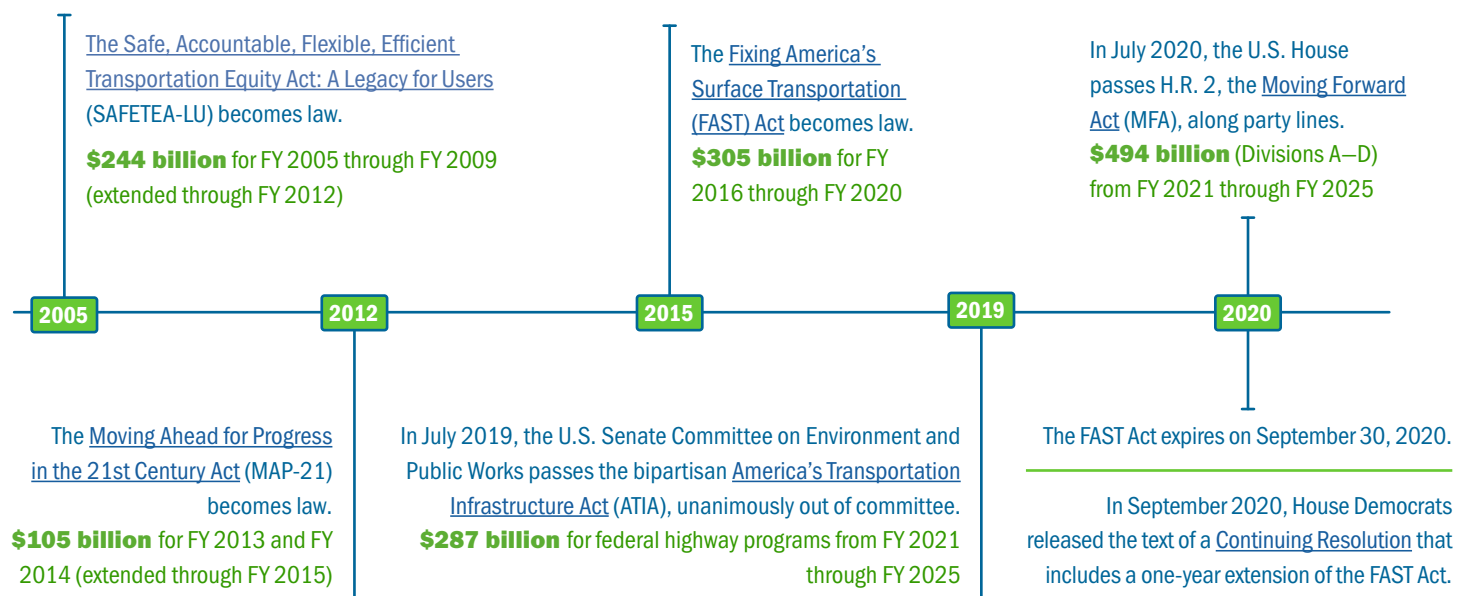 The Safe, Accountable, Flexible, Efficient
Transportation Equity Act: A Legacy for Users
(SAFETEA-LU) becomes law.
$244 billion for FY 2005 through FY 2009
(extended through FY 2012)
The Fixing America's
Surface Transportation
(FAST) Act becomes law.
$305 billion for FY
2016 through FY 2020
In July 2020, the U.S. House
passes H.R. 2, the Moving Forward
Act (MFA), along party lines.
$494 billion (Divisions A–D)
from FY 2021 through FY 2025
2005
2012
2015
2019
2020
The Moving Ahead for Progress
in the 21st Century Act (MAP-21)
becomes law.
$105 billion for FY 2013 and FY
2014 (extended through FY 2015)
In July 2019, the U.S. Senate Committee on Environment and
Public Works passes the bipartisan America's Transportation
Infrastructure Act (ATIA), unanimously out of committee.
$287 billion for federal highway programs from FY 2021
through FY 2025
The FAST Act expires on September 30, 2020.
In September 2020, House Democrats
released the text of a Continuing Resolution that
includes a one-year extension of the FAST Act.